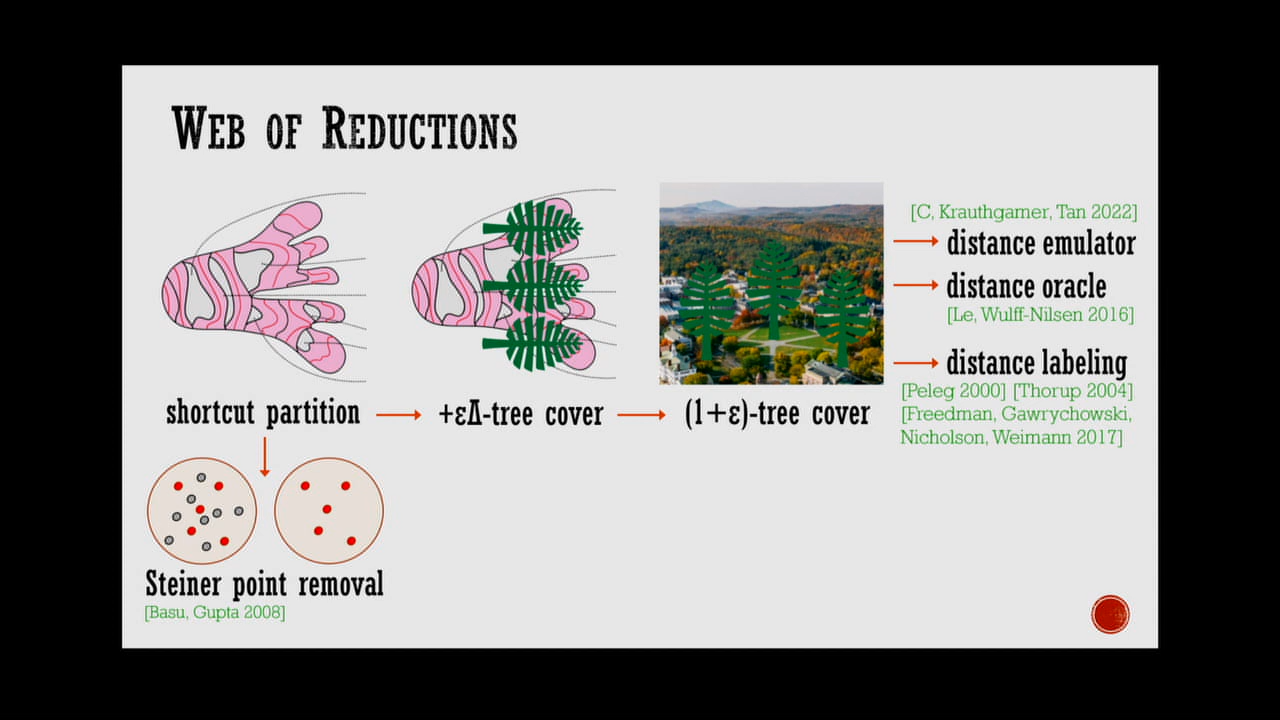 WEB OF REDUCTIONS
[C, Krauthgamer, Tan 2022]
distance emulator
distance oracle
[Le, Wulff-Nilsen 2016]
distance labeling
[Peleg 2000] [Thorup 2004]
[Freedman, Gawrychowski,
Nicholson, Weimann 2017]
shortcut partition
+εΔ-tree cover
(1+ε)-tree cover
Steiner point removal
[Basu, Gupta 2008]